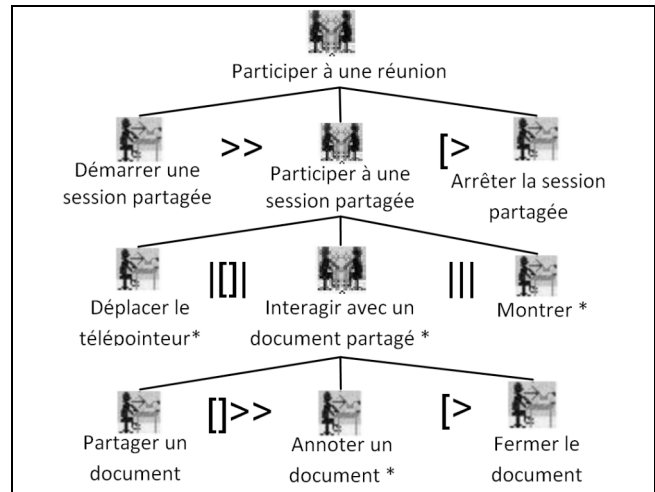 Participer à une réunion
>>
[>
Démarrer une
session partagée
Participer à une
session partagée
Arrêter la session
partagée
|[]|
|||
Déplacer le
télépointeur*
Interagir avec un
document partagé *
Montrer *
[]>>
[>
Partager un
document
Annoter un
document *
Fermer le
document